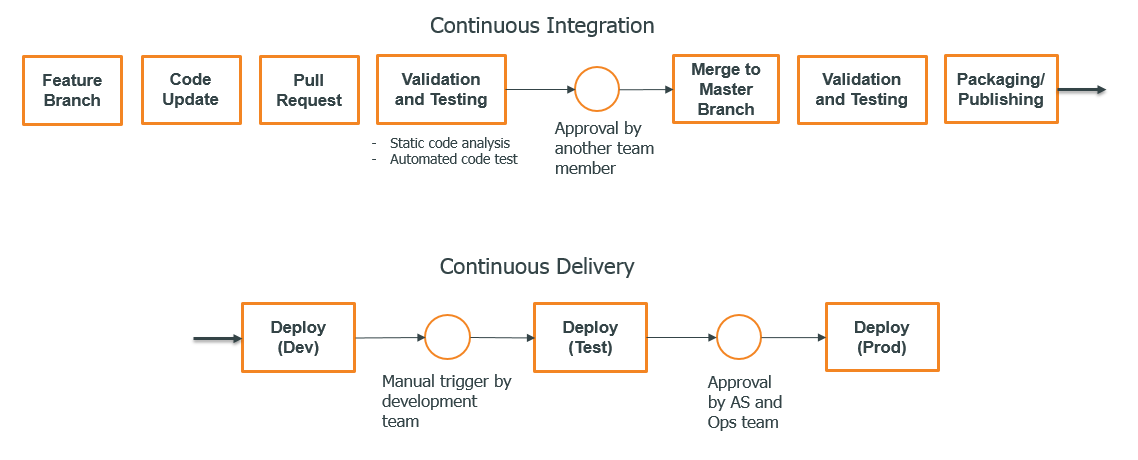 Continuous Integration
Feature
Branch
Code
Update
Pull
Request
Validation
and Testing
Merge to
Master
Branch
Validation
and Testing
Packaging/
Publishing
- Static code analysis
- Automated code test
Approval by
another team
member
Continuous Delivery
Deploy
(Dev)
Deploy
(Test)
Deploy
(Prod)
Manual trigger by
development
team
Approval
by AS and
Ops team